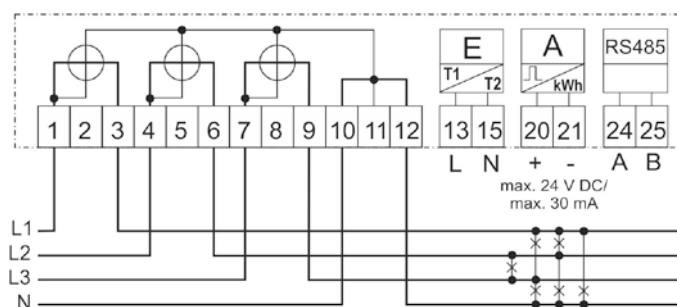 E
A
RS485
T1
T2
kWh
1 2 3 4 5 6 7 8 9 10 11 12
13 15
20 21
24 25
L N
+ -
A B
max. 24 V DC/
max. 30 mA
L1
L2
L3
N